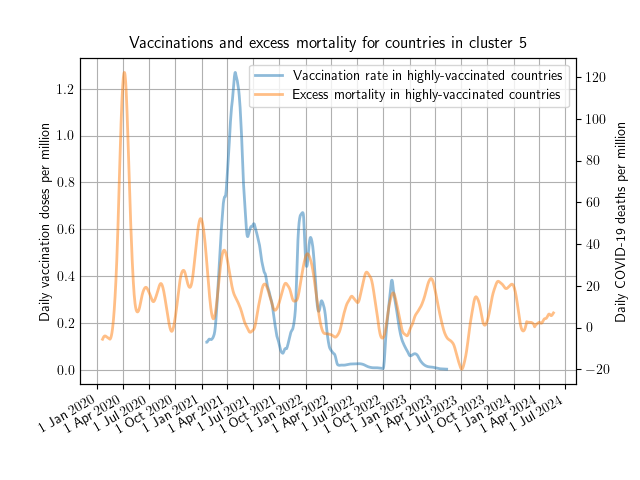 Vaccinations and excess mortality for countries in cluster 5
Vaccination rate in highly-vaccinated countries
Excess mortality in highly-vaccinated countries
Daily vaccination doses per million
1.2
1.0
0.8
0.6
0.4
0.2
0.0
Daily COVID-19 deaths per million
120
100
80
60
40
20
0
−20
1 Jan 2020
1 Apr 2020
1 Jul 2020
1 Oct 2020
1 Jan 2021
1 Apr 2021
1 Jul 2021
1 Oct 2021
1 Jan 2022
1 Apr 2022
1 Jul 2022
1 Oct 2022
1 Jan 2023
1 Apr 2023
1 Jul 2023
1 Oct 2023
1 Jan 2024
1 Apr 2024
1 Jul 2024